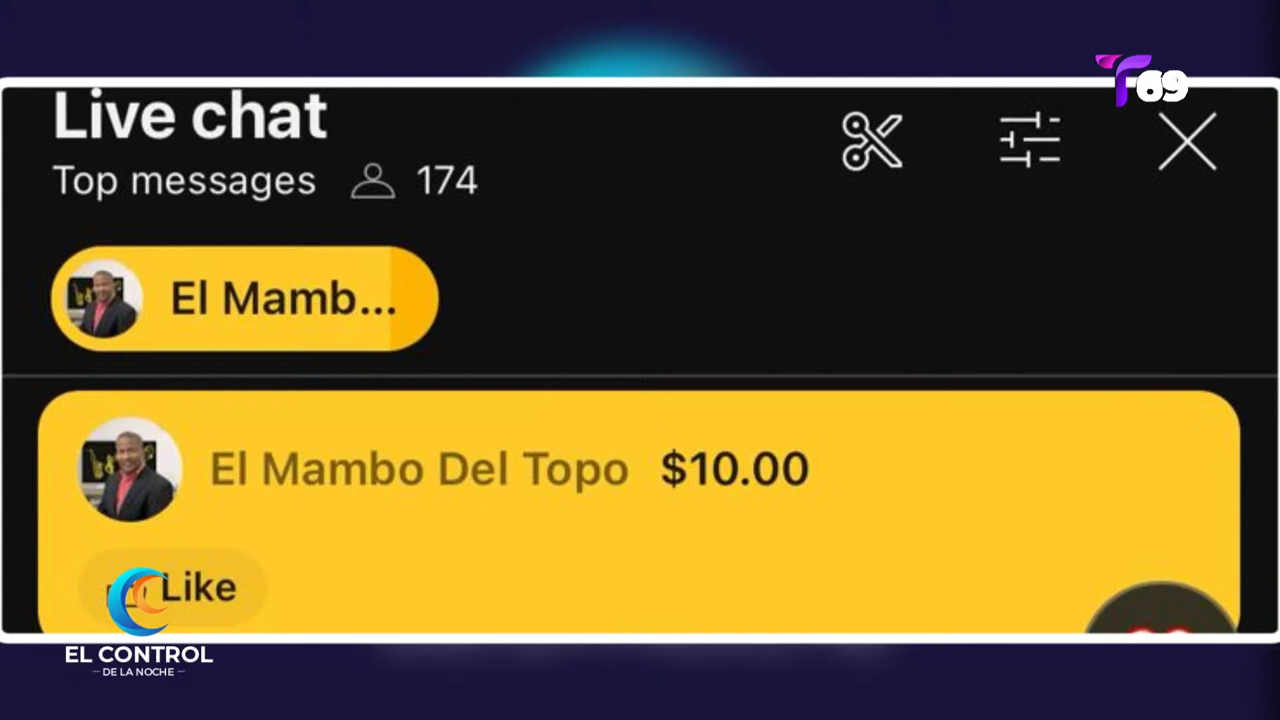 T69
Live chat
Top messages 174
El Mamb...
El Mambo Del Topo $10.00
Like
EL CONTROL
DE LA NOCHE